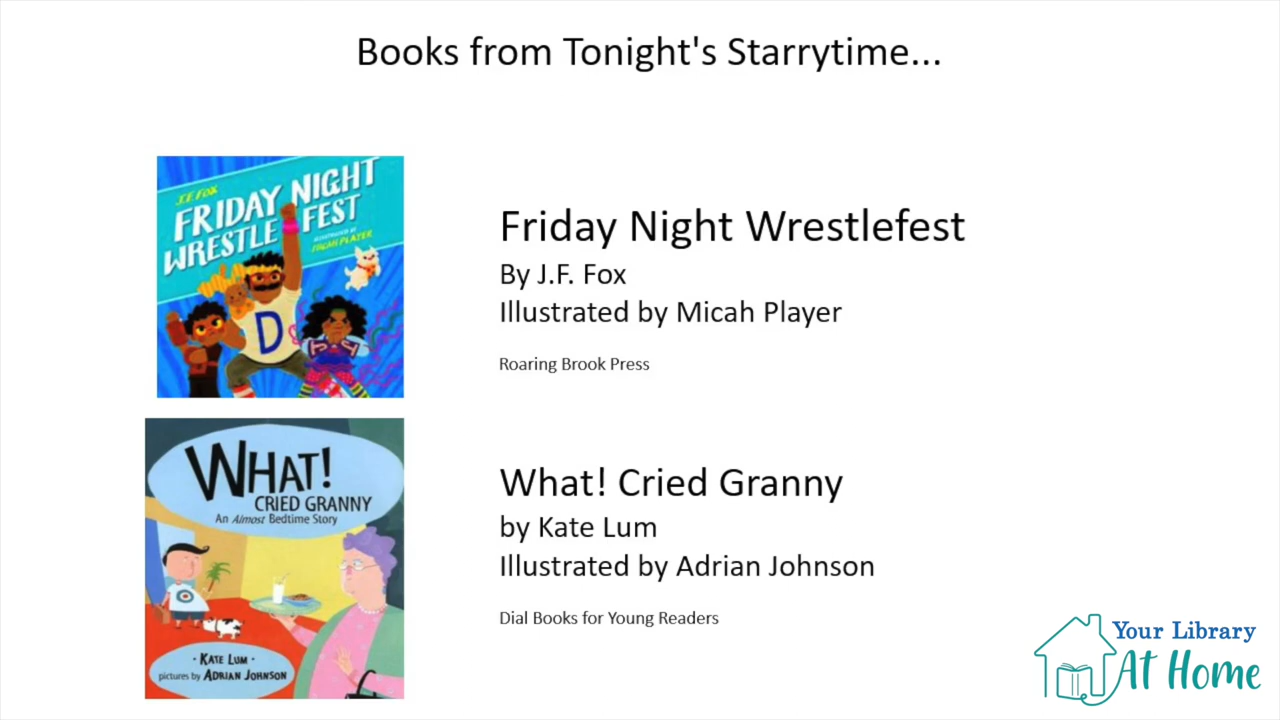 Books from Tonight's Starrytime...
J.F. FOX
FRIDAY NIGHT
WRESTLE FEST
ILLUSTRATED BY
MICAH PLAYER
D
Friday Night Wrestlefest
By J.F. Fox
Illustrated by Micah Player
Roaring Brook Press
WHAT!
CRIED GRANNY
An Almost Bedtime Story
· KATE LUM ·
pictures by ADRIAN JOHNSON
What! Cried Granny
by Kate Lum
Illustrated by Adrian Johnson
Dial Books for Young Readers
Your Library
At Home